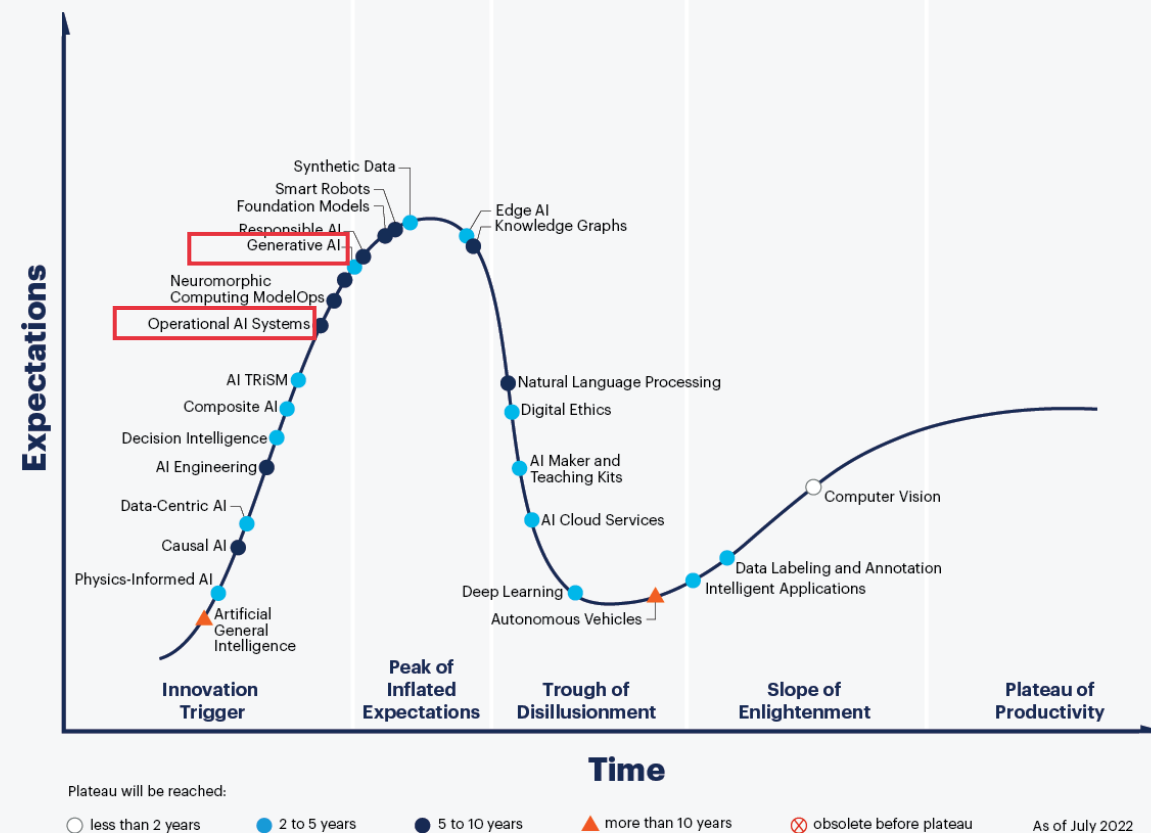 Expectations
Synthetic Data
Smart Robots
Foundation Models
Responsible AI
Generative AI
Neuromorphic
Computing ModelOps
Operational AI Systems
AI TRiSM
Composite AI
Decision Intelligence
AI Engineering
Data-Centric AI
Causal AI
Physics-Informed AI
Artificial
General
Intelligence
Edge AI
Knowledge Graphs
Natural Language Processing
Digital Ethics
AI Maker and
Teaching Kits
AI Cloud Services
Deep Learning
Autonomous Vehicles
Computer Vision
Data Labeling and Annotation
Intelligent Applications
Innovation
Trigger
Peak of
Inflated
Expectations
Trough of
Disillusionment
Slope of
Enlightenment
Plateau of
Productivity
Time
Plateau will be reached:
less than 2 years
2 to 5 years
5 to 10 years
more than 10 years
obsolete before plateau
As of July 2022